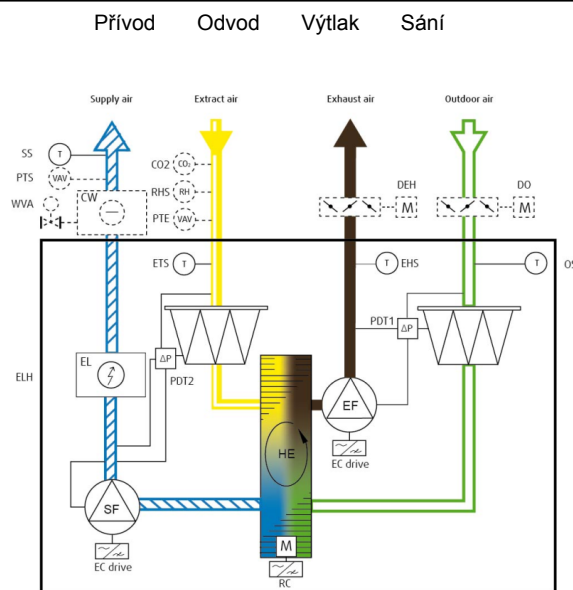 Přívod Odvod Výtlak Sání
Supply air Extract air Exhaust air Outdoor air
SS T
CO2 CO₂
PTS VAV
DEH M
DO M
WVA
CW
RHS RH
PTE VAV
ETS T
T EHS
T OS
PDT1 ΔP
ΔP PDT2
ELH
EL
EF
EC drive
HE
SF
EC drive
M
RC